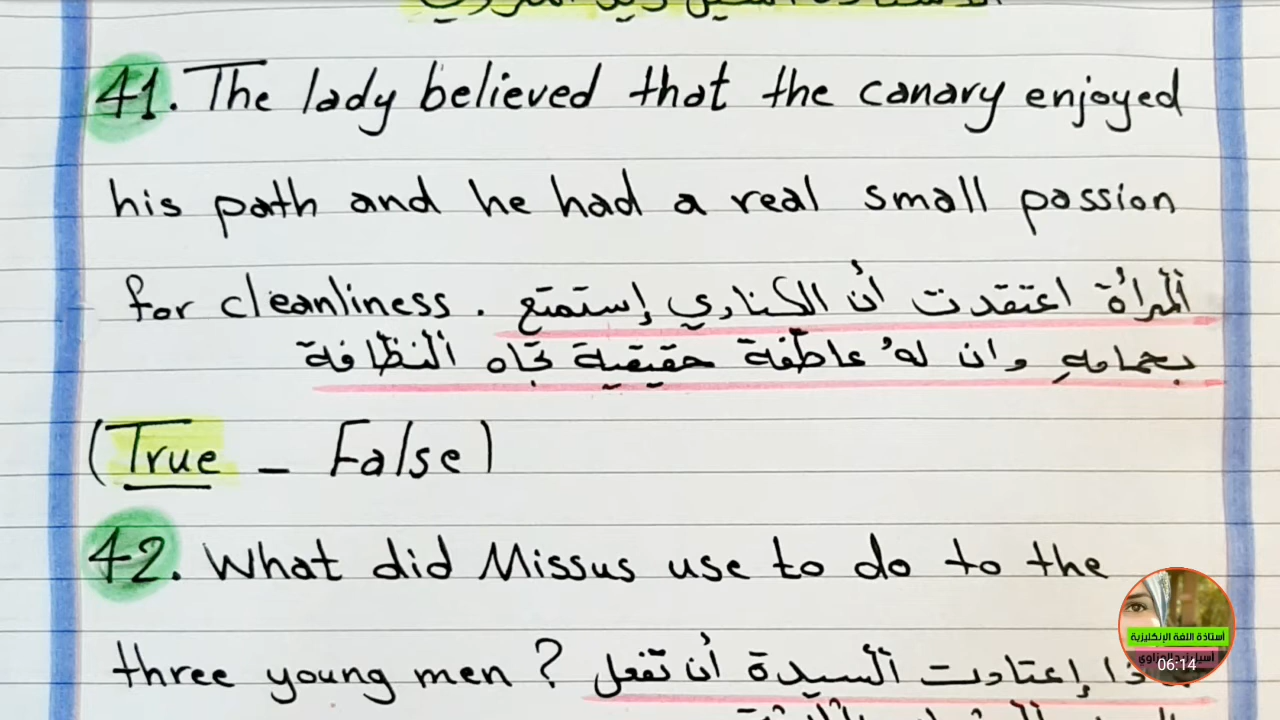 41. The lady believed that the canary enjoyed
his path and he had a real small passion
for cleanliness. المرأة اعتقدت أن الكناري إستمتع
بحمامهِ وان لهُ عاطفة حقيقية تجاه النظافة
(True - False)
42. What did Missus use to do to the
three young men ? إعتادت السيدة أن تفعل
أستاذة اللغة الإنكليزية
06:14